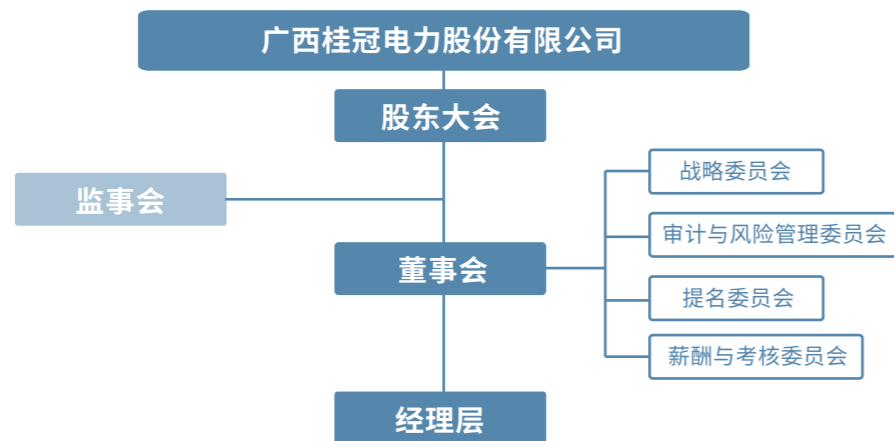 广西桂冠电力股份有限公司
股东大会
监事会
董事会
战略委员会
审计与风险管理委员会
提名委员会
薪酬与考核委员会
经理层